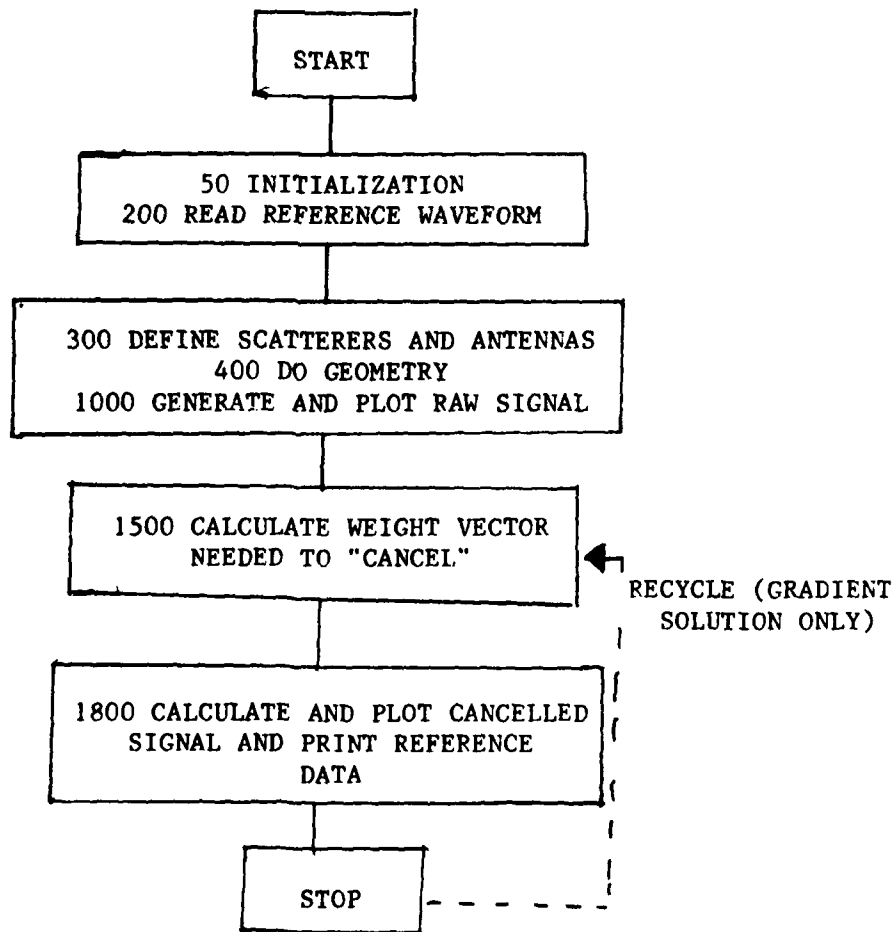 START
50 INITIALIZATION
200 READ REFERENCE WAVEFORM
300 DEFINE SCATTERERS AND ANTENNAS
400 DO GEOMETRY
1000 GENERATE AND PLOT RAW SIGNAL
1500 CALCULATE WEIGHT VECTOR
NEEDED TO "CANCEL"
RECYCLE (GRADIENT
SOLUTION ONLY)
1800 CALCULATE AND PLOT CANCELLED
SIGNAL AND PRINT REFERENCE
DATA
STOP